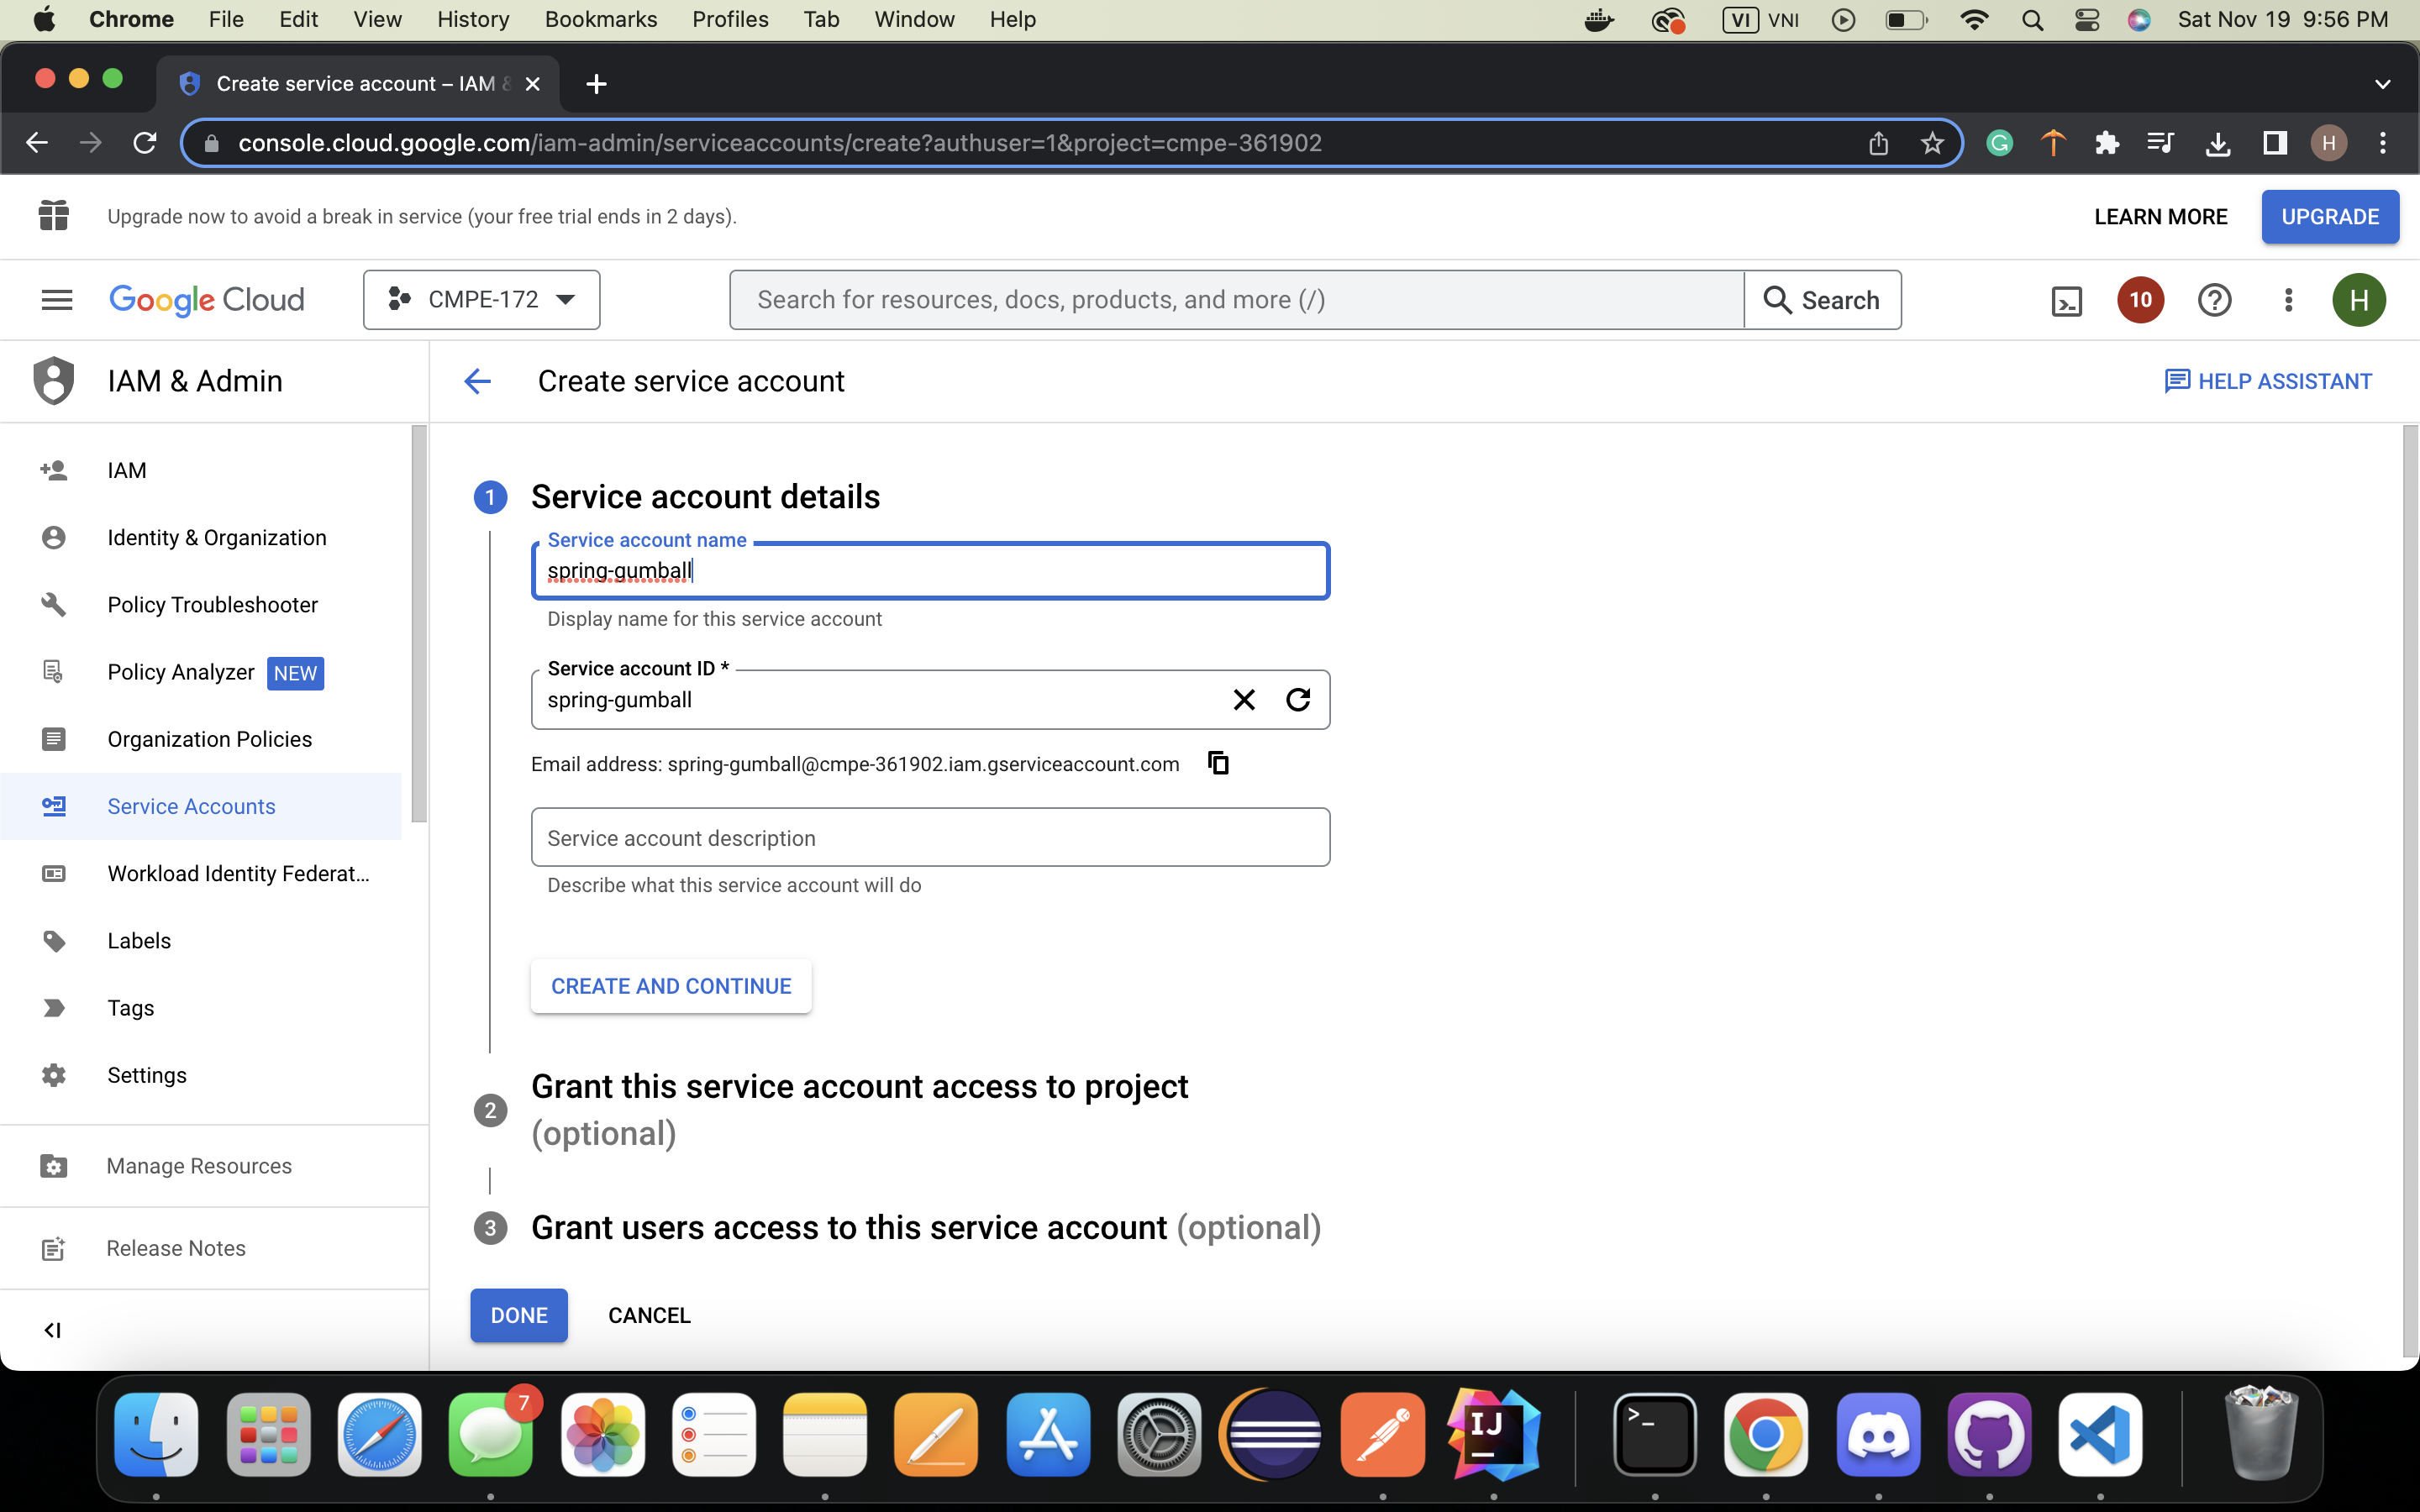 Chrome File Edit View History Bookmarks Profiles Tab Window Help VI VNI Sat Nov 19 9:56 PM
Create service account – IAM &
console.cloud.google.com/iam-admin/serviceaccounts/create?authuser=1&project=cmpe-361902 G H
Upgrade now to avoid a break in service (your free trial ends in 2 days). LEARN MORE UPGRADE
Google Cloud CMPE-172 Search for resources, docs, products, and more (/) Search 10 H
IAM & Admin
Create service account
HELP ASSISTANT
IAM
Identity & Organization
Policy Troubleshooter
Policy Analyzer NEW
Organization Policies
Service Accounts
Workload Identity Federat...
Labels
Tags
Settings
Manage Resources
Release Notes
1 Service account details
Service account name
spring-gumball
Display name for this service account
Service account ID *
spring-gumball
Email address: spring-gumball@cmpe-361902.iam.gserviceaccount.com
Service account description
Describe what this service account will do
CREATE AND CONTINUE
2 Grant this service account access to project
(optional)
3 Grant users access to this service account (optional)
DONE CANCEL
7
IJ